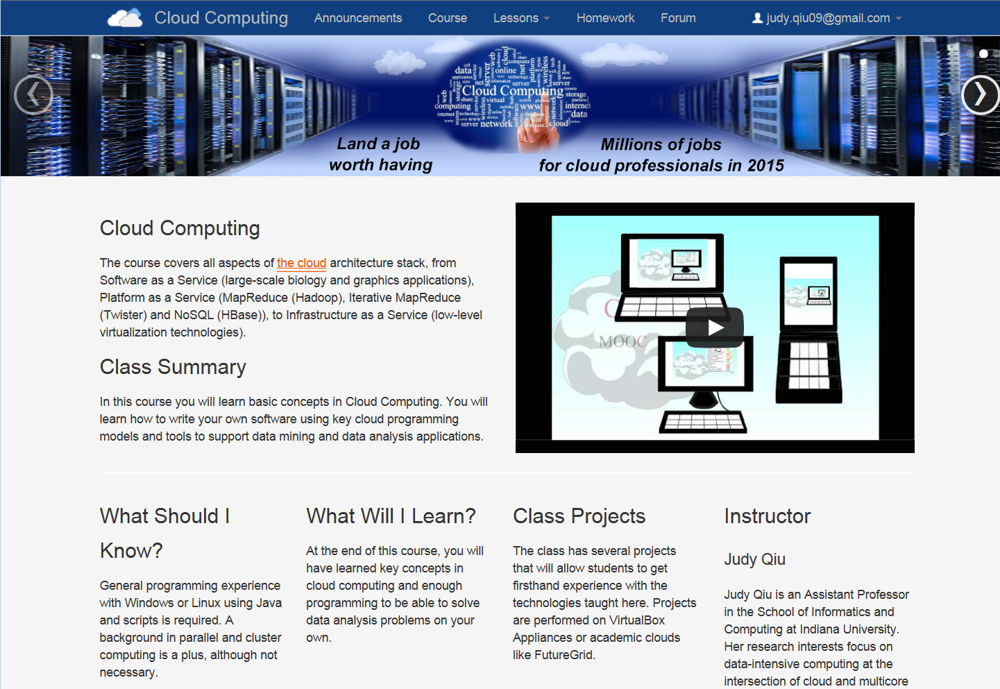 Cloud Computing
Announcements
Course
Lessons
Homework
Forum
judy.qiu09@gmail.com
Cloud Computing
Land a job
worth having
Millions of jobs
for cloud professionals in 2015
Cloud Computing
The course covers all aspects of the cloud architecture stack, from
Software as a Service (large-scale biology and graphics applications),
Platform as a Service (MapReduce (Hadoop), Iterative MapReduce
(Twister) and NoSQL (HBase)), to Infrastructure as a Service (low-level
virtualization technologies).
Class Summary
In this course you will learn basic concepts in Cloud Computing. You will
learn how to write your own software using key cloud programming
models and tools to support data mining and data analysis applications.
MOOC
What Should I
Know?
General programming experience
with Windows or Linux using Java
and scripts is required. A
background in parallel and cluster
computing is a plus, although not
necessary.
What Will I Learn?
At the end of this course, you will
have learned key concepts in
cloud computing and enough
programming to be able to solve
data analysis problems on your
own.
Class Projects
The class has several projects
that will allow students to get
firsthand experience with the
technologies taught here. Projects
are performed on VirtualBox
Appliances or academic clouds
like FutureGrid.
Instructor
Judy Qiu
Judy Qiu is an Assistant Professor
in the School of Informatics and
Computing at Indiana University.
Her research interests focus on
data-intensive computing at the
intersection of cloud and multicore